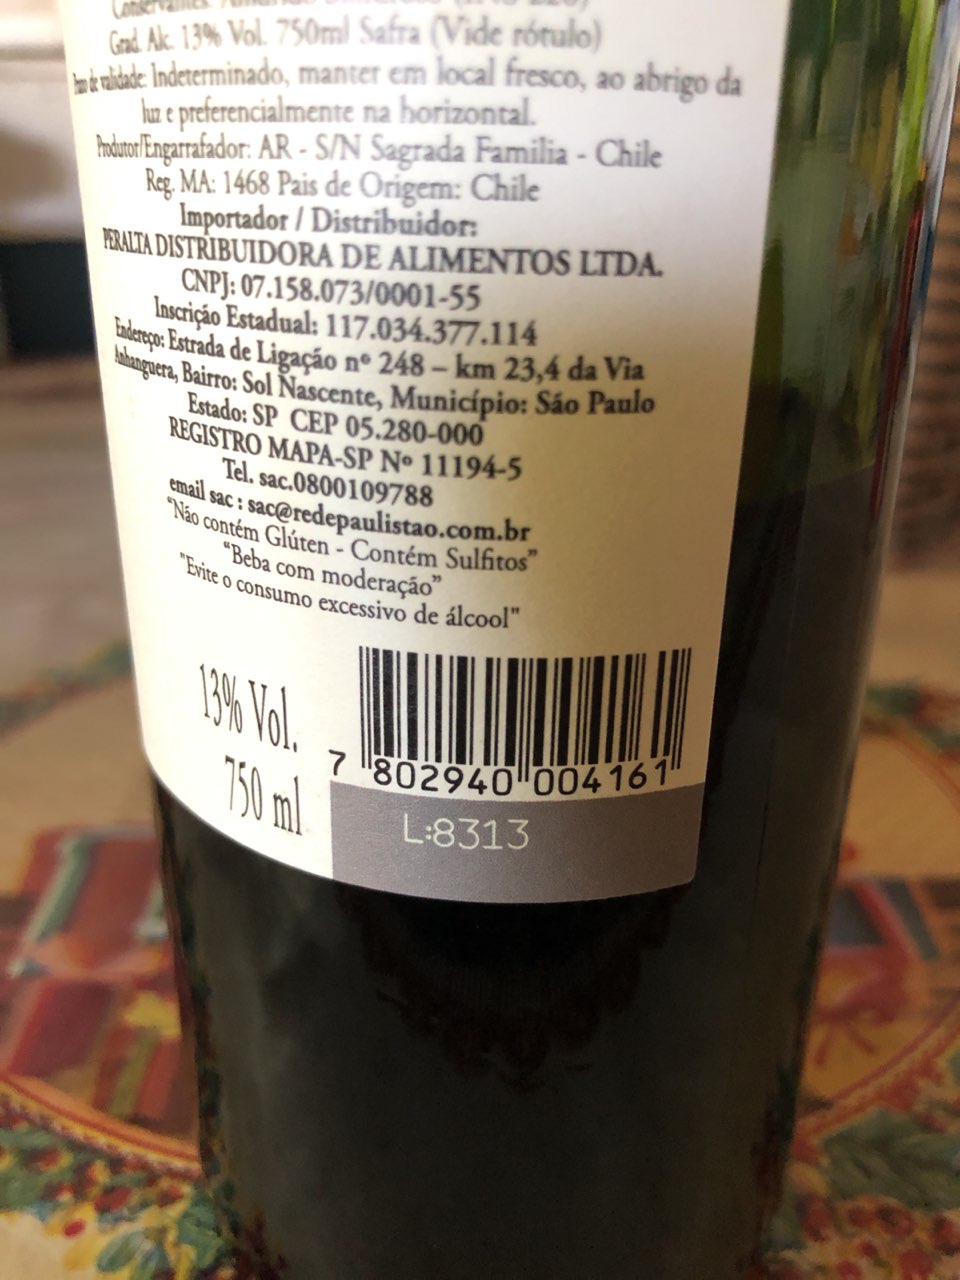 Conservantes:
Grad. Alc. 13% Vol. 750ml Safra (Vide rótulo)
Prazo de validade: Indeterminado, manter em local fresco, ao abrigo da
luz e preferencialmente na horizontal.
Produtor/Engarrafador: AR - S/N Sagrada Familia - Chile
Reg. MA: 1468 Pais de Origem: Chile
Importador / Distribuidor:
PERALTA DISTRIBUIDORA DE ALIMENTOS LTDA.
CNPJ: 07.158.073/0001-55
Inscrição Estadual: 117.034.377.114
Endereço: Estrada de Ligação nº 248 – km 23,4 da Via
Anhanguera, Bairro: Sol Nascente, Município: São Paulo
Estado: SP CEP 05.280-000
REGISTRO MAPA-SP Nº 11194-5
Tel. sac.0800109788
email sac : sac@redepaulistao.com.br
“Não contém Glúten - Contém Sulfitos”
“Beba com moderação”
"Evite o consumo excessivo de álcool"
13% Vol.
750 ml
7 802940 004161
L:8313